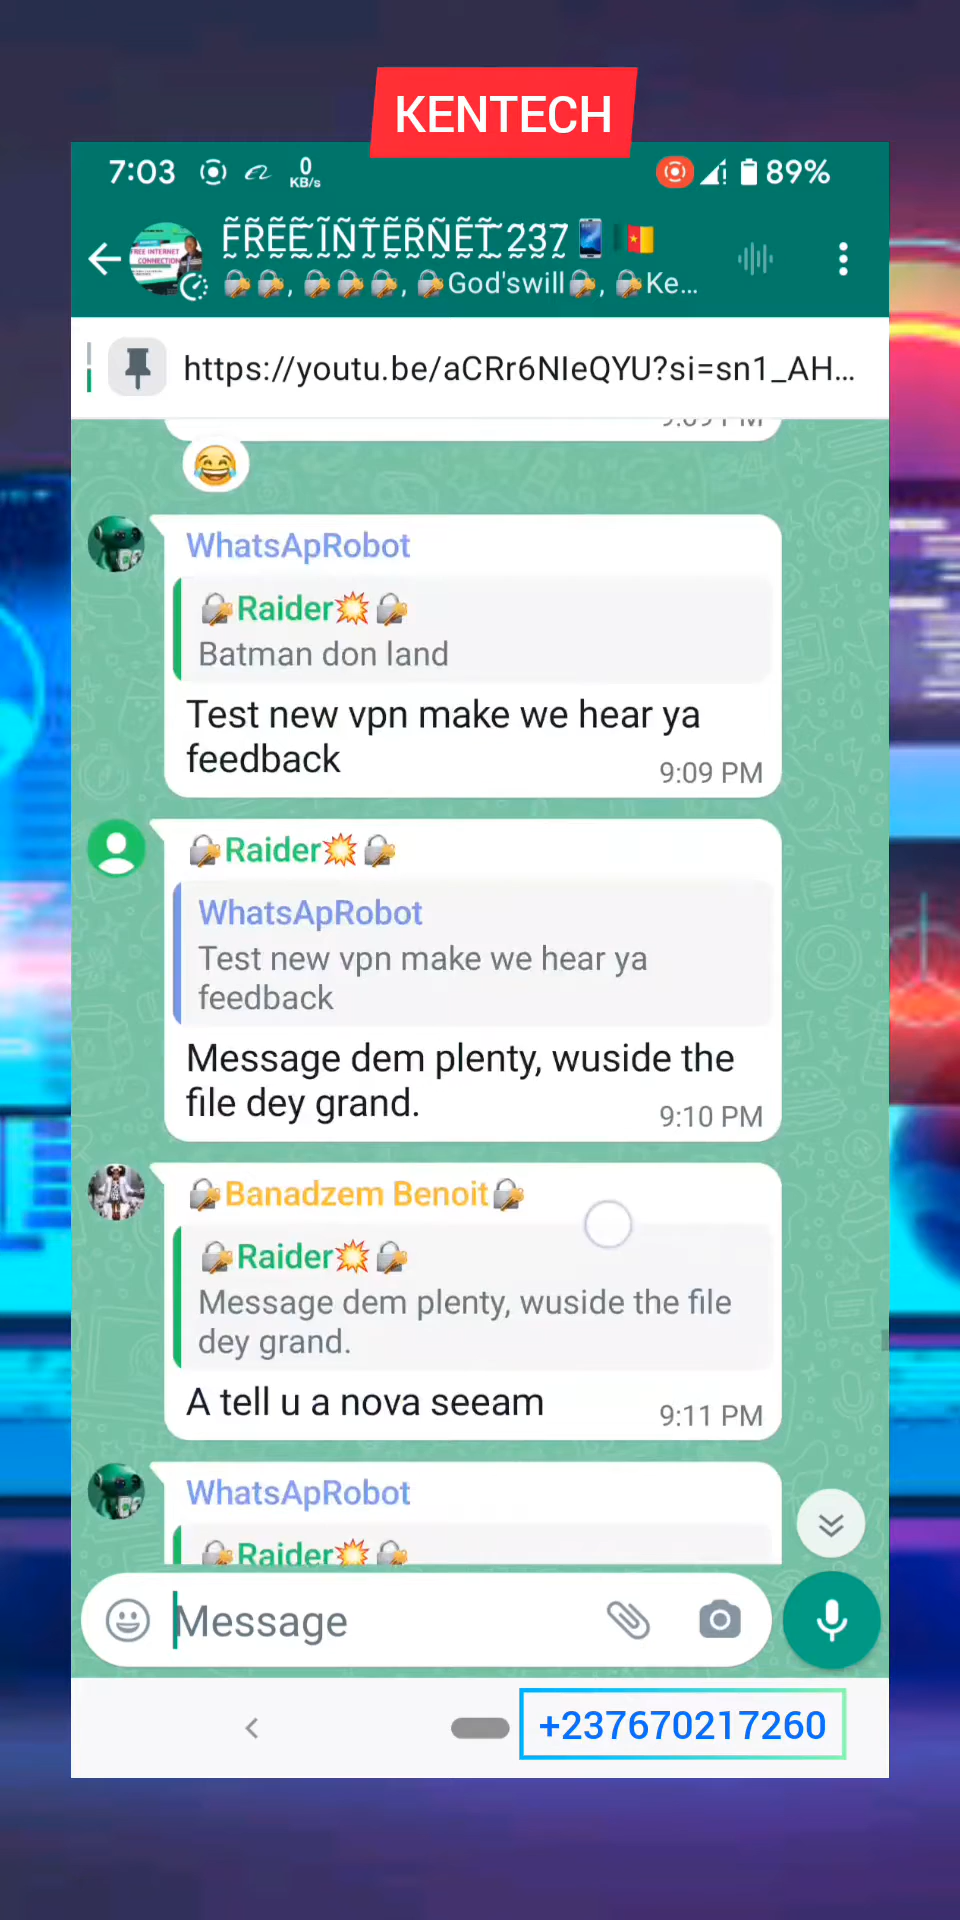 KENTECH
7:03 0 KB/s 89%
FREE INTERNET 237📱🇨🇲
🔐🔐, 🔐🔐🔐, 🔐God'swill🔐, 🔐Ke...
https://youtu.be/aCRr6NIeQYU?si=sn1_AH...
😂
WhatsApRobot
🔐Raider💥🔐
Batman don land
Test new vpn make we hear ya
feedback
9:09 PM
🔐Raider💥🔐
WhatsApRobot
Test new vpn make we hear ya
feedback
Message dem plenty, wuside the
file dey grand.
9:10 PM
🔐Banadzem Benoit🔐
🔐Raider💥🔐
Message dem plenty, wuside the file
dey grand.
A tell u a nova seeam
9:11 PM
WhatsApRobot
🔐Raider💥🔐
Message
+237670217260